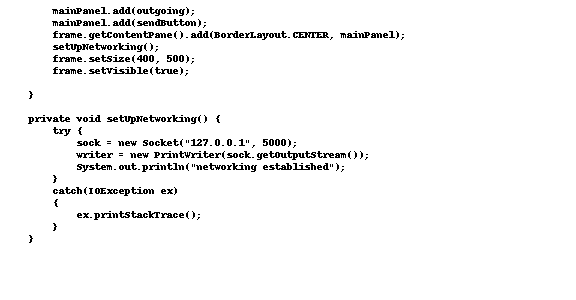 mainPanel.add(outgoing);
mainPanel.add(sendButton);
frame.getContentPane().add(BorderLayout.CENTER, mainPanel);
setUpNetworking();
frame.setSize(400, 500);
frame.setVisible(true);
}
private void setUpNetworking() {
try {
sock = new Socket("127.0.0.1", 5000);
writer = new PrintWriter(sock.getOutputStream());
System.out.println("networking established");
}
catch(IOException ex)
{
ex.printStackTrace();
}
}